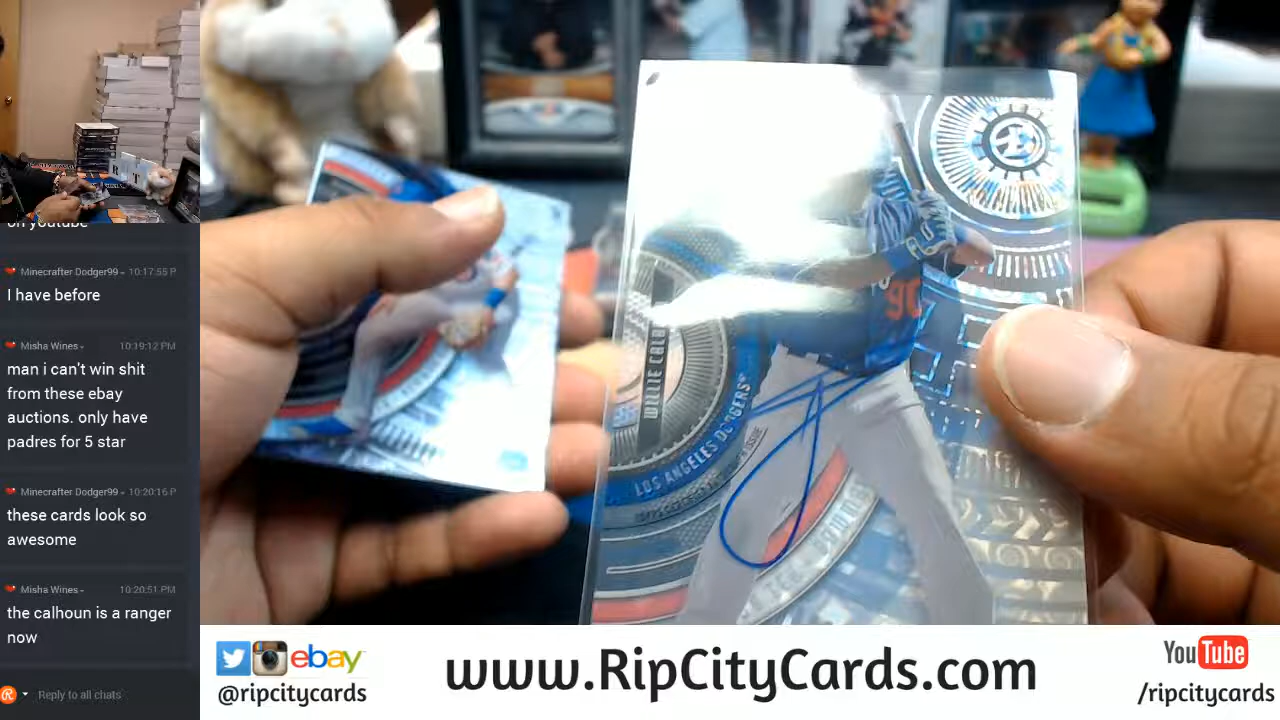 on youtube
Minecrafter Dodger99 - 10:17:55 P
I have before
Misha Wines - 10:19:12 PM
man i can't win shit
from these ebay
auctions. only have
padres for 5 star
Minecrafter Dodger99 - 10:20:16 P
these cards look so
awesome
Misha Wines - 10:20:51 PM
the calhoun is a ranger
now
Reply to all chats
WILLIE CAL
LOS ANGELES DODGERS
90
ebay
@ripcitycards
www.RipCityCards.com
YouTube
/ripcitycards